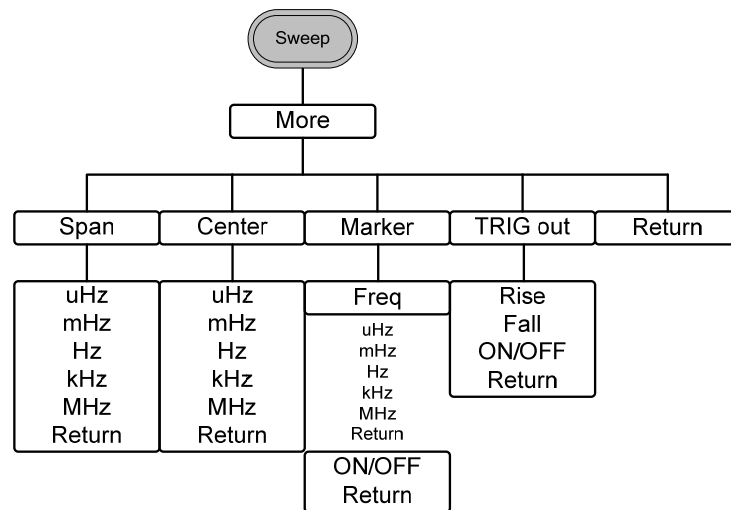 Sweep
More
Span
Center
Marker
TRIG out
Return
uHz
mHz
Hz
kHz
MHz
Return
uHz
mHz
Hz
kHz
MHz
Return
Freq
uHz
mHz
Hz
kHz
MHz
Return
ON/OFF
Return
Rise
Fall
ON/OFF
Return